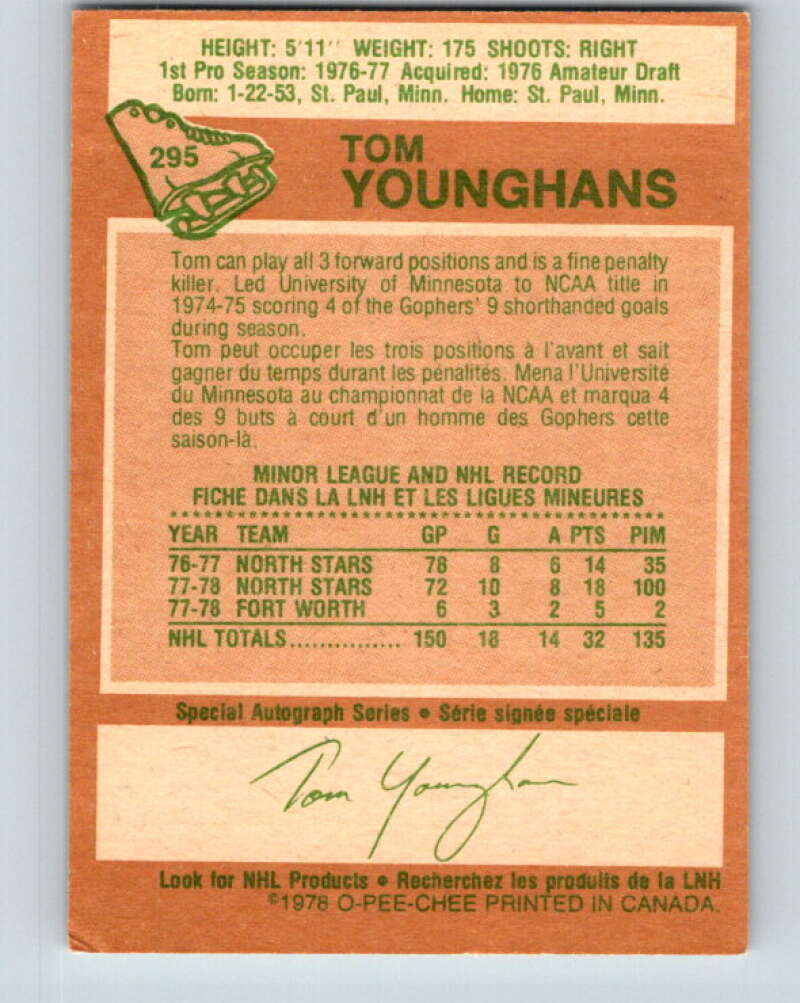 HEIGHT: 5'11'' WEIGHT: 175 SHOOTS: RIGHT
1st Pro Season: 1976-77 Acquired: 1976 Amateur Draft
Born: 1-22-53, St. Paul, Minn. Home: St. Paul, Minn.
295
TOM
YOUNGHANS
Tom can play all 3 forward positions and is a fine penalty
killer. Led University of Minnesota to NCAA title in
1974-75 scoring 4 of the Gophers' 9 shorthanded goals
during season.
Tom peut occuper les trois positions à l'avant et sait
gagner du temps durant les pénalités. Mena l'Université
du Minnesota au championnat de la NCAA et marqua 4
des 9 buts à court d'un homme des Gophers cette
saison-là.
MINOR LEAGUE AND NHL RECORD
FICHE DANS LA LNH ET LES LIGUES MINEURES
YEAR TEAM GP G A PTS PIM
76-77 NORTH STARS 78 8 6 14 35
77-78 NORTH STARS 72 10 8 18 100
77-78 FORT WORTH 6 3 2 5 2
NHL TOTALS............... 150 18 14 32 135
Special Autograph Series • Série signée spéciale
Tom Younghans
Look for NHL Products • Recherchez les produits de la LNH
©1978 O-PEE-CHEE PRINTED IN CANADA.